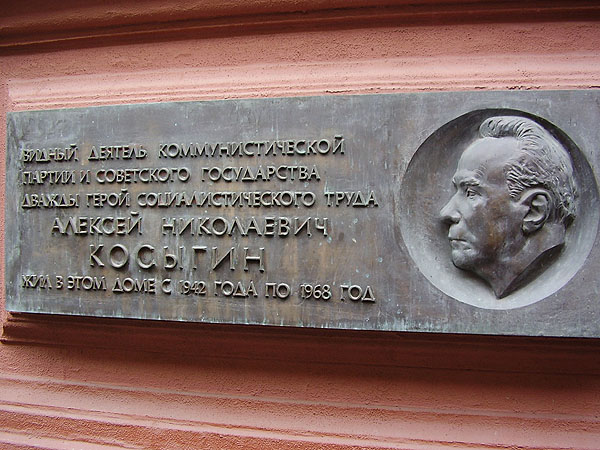 ВИДНЫЙ ДЕЯТЕЛЬ КОММУНИСТИЧЕСКОЙ
ПАРТИИ И СОВЕТСКОГО ГОСУДАРСТВА
ДВАЖДЫ ГЕРОЙ СОЦИАЛИСТИЧЕСКОГО ТРУДА
АЛЕКСЕЙ НИКОЛАЕВИЧ
КОСЫГИН
ЖИЛ В ЭТОМ ДОМЕ С 1942 ГОДА ПО 1968 ГОД